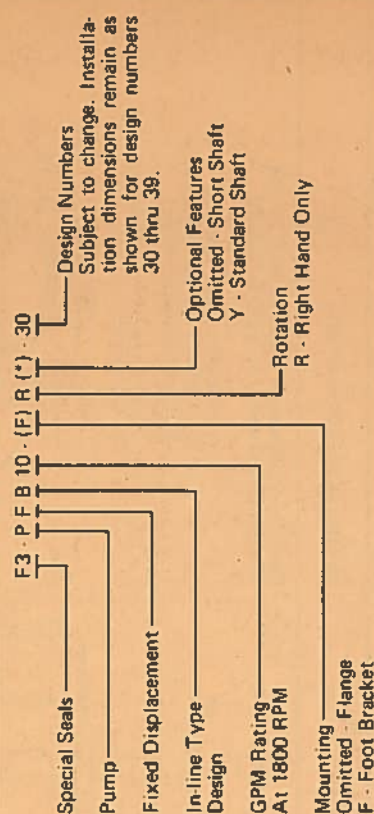 F3 - P F B 10 - (F) R (*) - 30
Special Seals
Pump
Fixed Displacement
In-line Type
Design
GPM Rating
At 1800 RPM
Mounting
Omitted - Flange
F - Foot Bracket
Design Numbers
Subject to change. Installa-
tion dimensions remain as
shown for design numbers
30 thru 39.
Optional Features
Omitted - Short Shaft
Y - Standard Shaft
Rotation
R - Right Hand Only